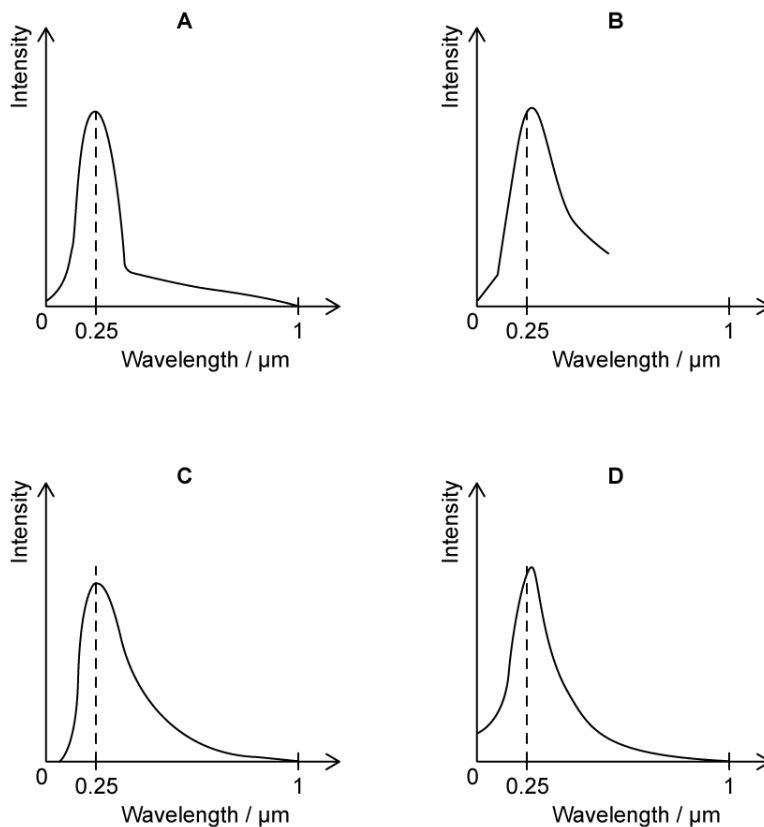 A
Intensity
0
0.25
1
Wavelength / µm
B
Intensity
0
0.25
1
Wavelength / µm
C
Intensity
0
0.25
1
Wavelength / µm
D
Intensity
0
0.25
1
Wavelength / µm